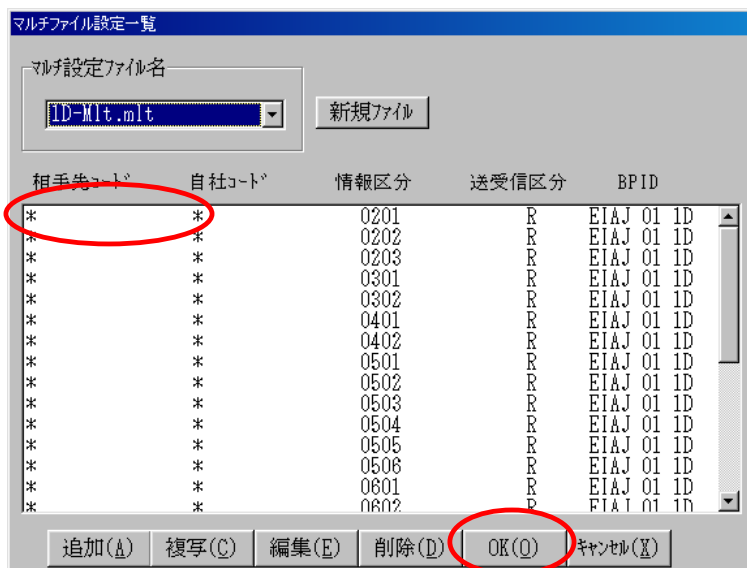 マルチファイル設定一覧
マルチ設定ファイル名
1D-Mlt.mlt
新規ファイル
相手先コード 自社コード 情報区分 送受信区分 BPID
* * 0201 R EIAJ 01 1D
* * 0202 R EIAJ 01 1D
* * 0203 R EIAJ 01 1D
* * 0301 R EIAJ 01 1D
* * 0302 R EIAJ 01 1D
* * 0401 R EIAJ 01 1D
* * 0402 R EIAJ 01 1D
* * 0501 R EIAJ 01 1D
* * 0502 R EIAJ 01 1D
* * 0503 R EIAJ 01 1D
* * 0504 R EIAJ 01 1D
* * 0505 R EIAJ 01 1D
* * 0506 R EIAJ 01 1D
* * 0601 R EIAJ 01 1D
* * 0602 R EIAJ 01 1D
追加(A) 複写(C) 編集(E) 削除(D) OK(O) キャンセル(X)